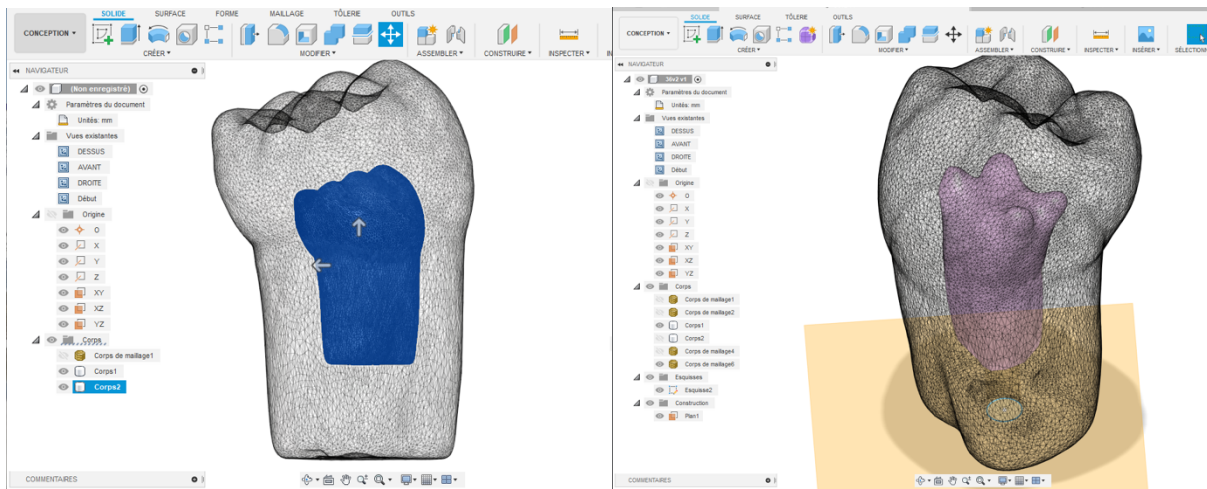 SOLIDE SURFACE FORME MAILLAGE TÔLERIE OUTILS
CONCEPTION
CRÉER MODIFIER ASSEMBLER CONSTRUIRE INSPECTER
NAVIGATEUR
(Non enregistré)
Paramètres du document
Unités: mm
Vues existantes
DESSUS
AVANT
DROITE
Début
Origine
O
X
Y
Z
XY
XZ
YZ
Corps
Corps de maillage1
Corps1
Corps2
COMMENTAIRES
SOLIDE SURFACE TÔLERIE OUTILS
CONCEPTION
CRÉER MODIFIER ASSEMBLER CONSTRUIRE INSPECTER INSÉRER
NAVIGATEUR
36v2 v1
Paramètres du document
Unités: mm
Vues existantes
DESSUS
AVANT
DROITE
Début
Origine
O
X
Y
Z
XY
XZ
YZ
Corps
Corps de maillage1
Corps de maillage2
Corps1
Corps2
Corps de maillage4
Corps de maillage6
Esquisses
Esquisse2
Construction
Plan1
COMMENTAIRES